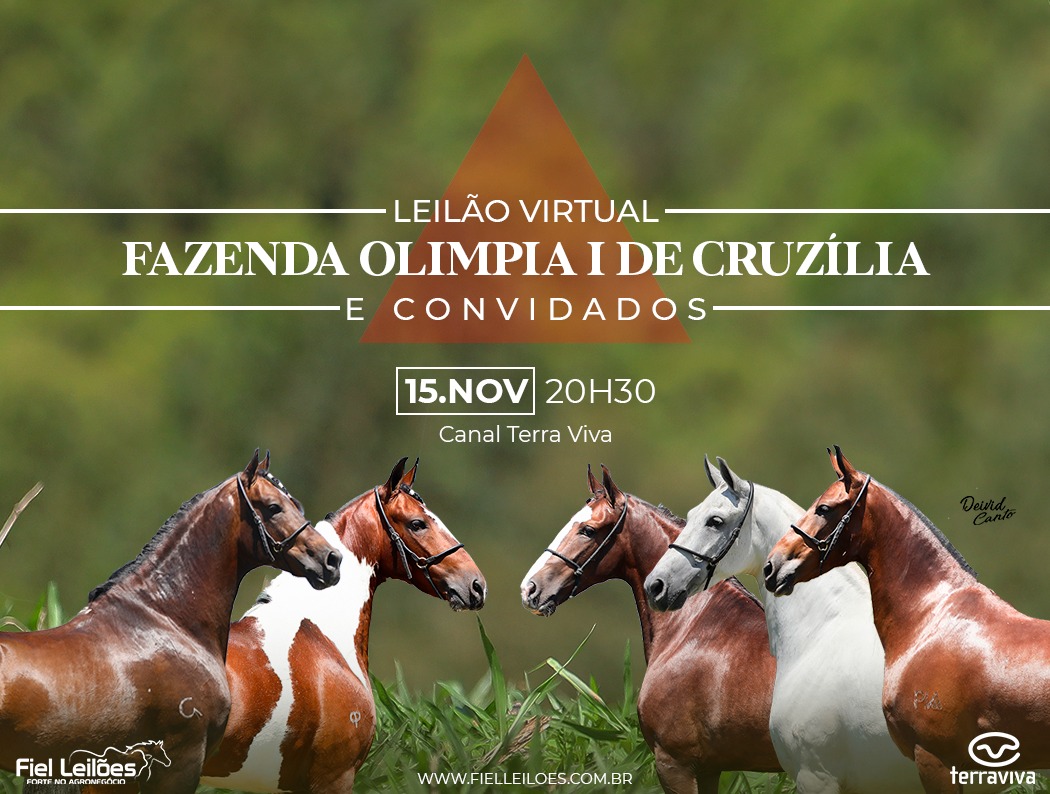 LEILÃO VIRTUAL
FAZENDA OLIMPIA I DE CRUZÍLIA
E CONVIDADOS
15.NOV 20H30
Canal Terra Viva
Deivid
Canto
Fiel Leilões
FORTE NO AGRONEGÓCIO
WWW.FIELLEILOES.COM.BR
terraviva